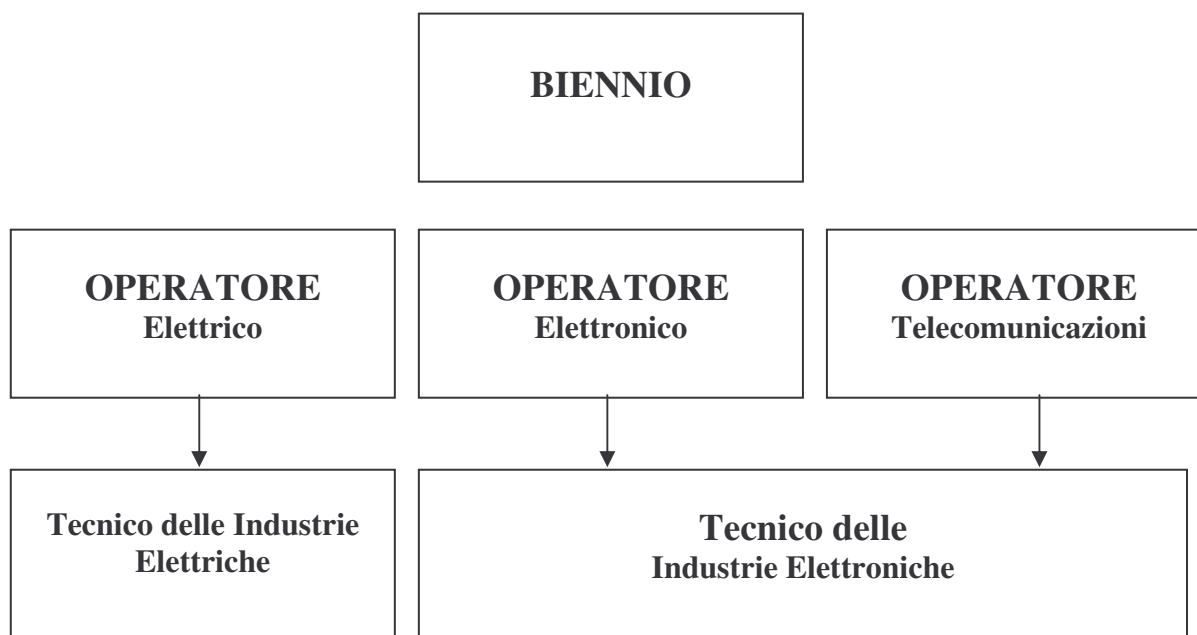 BIENNIO
OPERATORE
Elettrico
OPERATORE
Elettronico
OPERATORE
Telecomunicazioni
Tecnico delle Industrie
Elettriche
Tecnico delle
Industrie Elettroniche